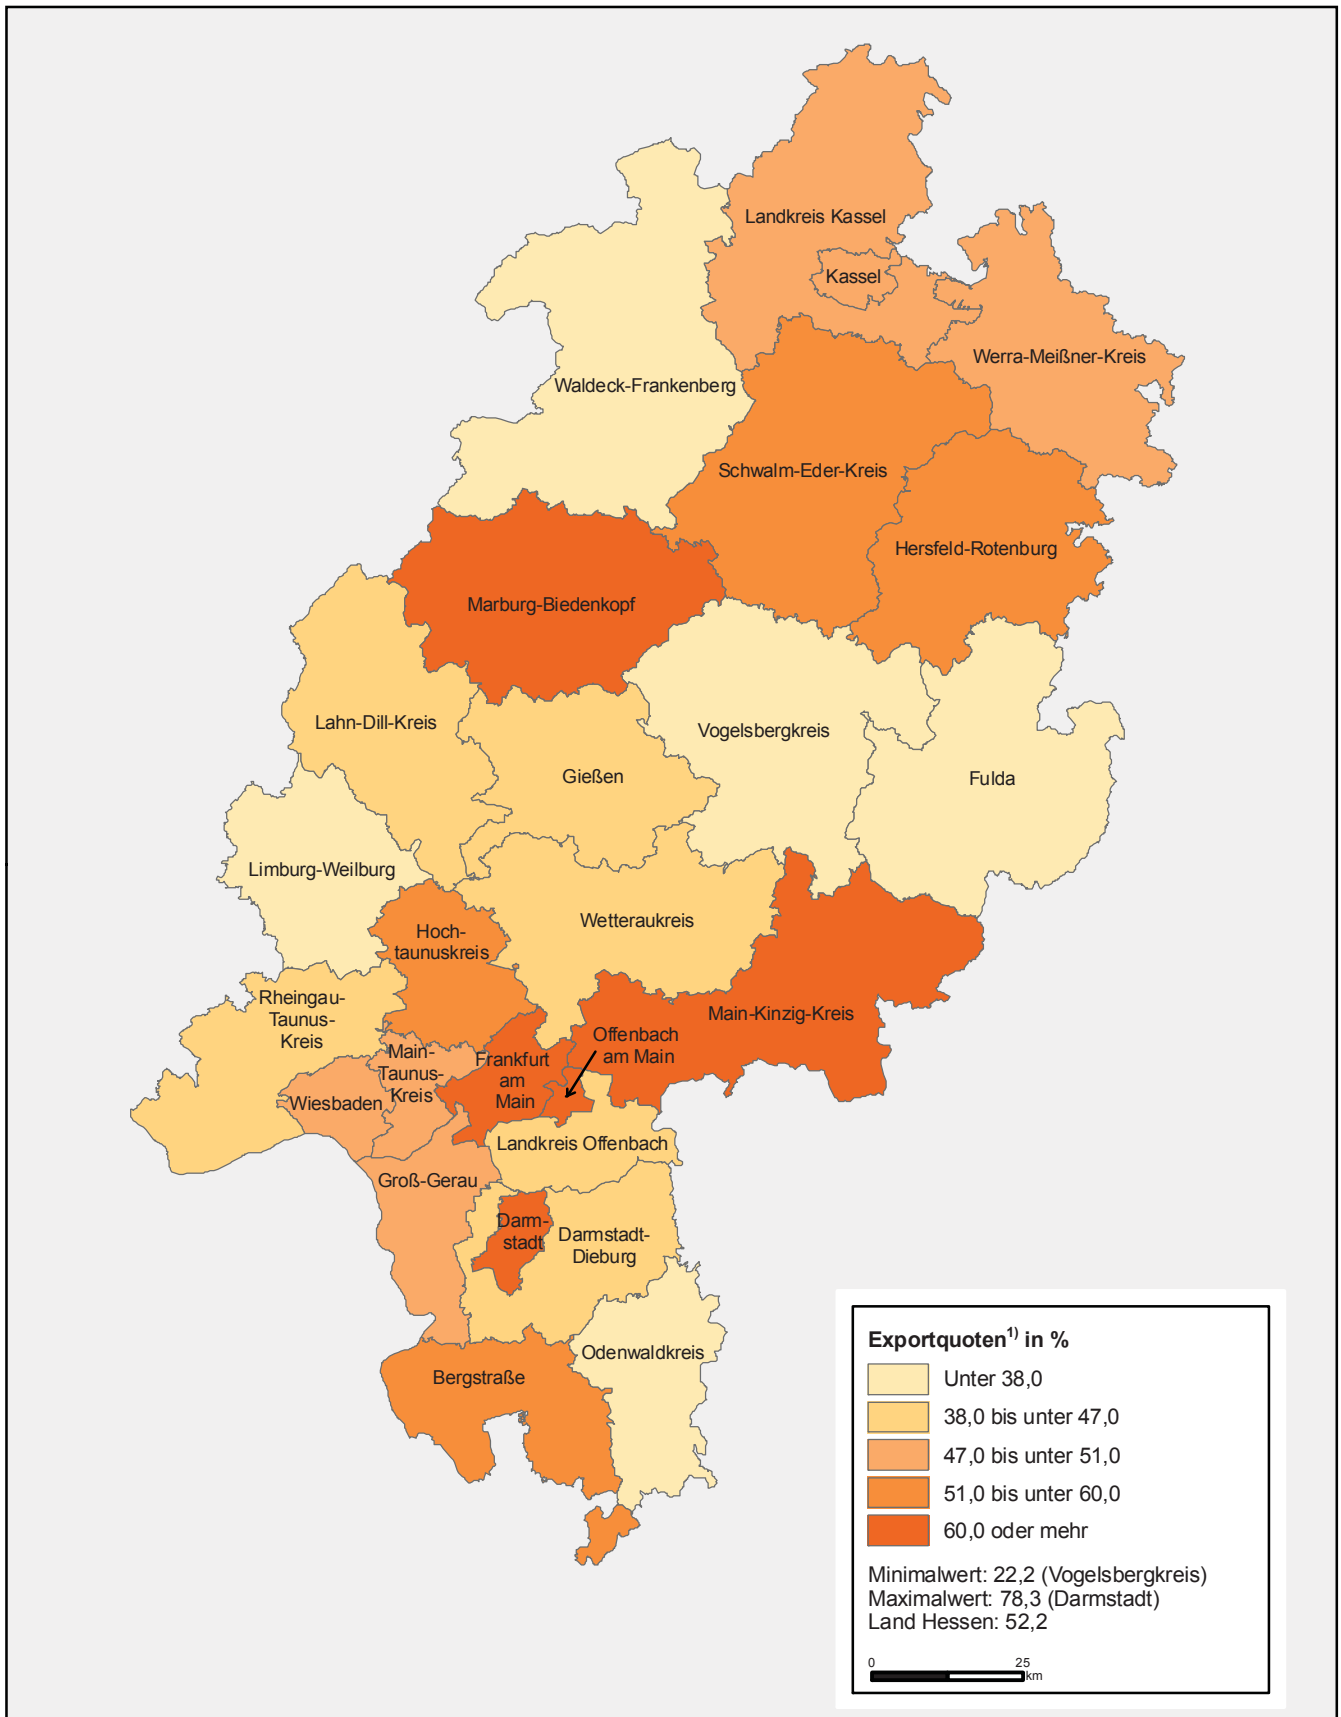 Landkreis Kassel
Kassel
Werra-Meißner-Kreis
Waldeck-Frankenberg
Schwalm-Eder-Kreis
Hersfeld-Rotenburg
Marburg-Biedenkopf
Lahn-Dill-Kreis
Vogelsbergkreis
Gießen
Fulda
Limburg-Weilburg
Wetteraukreis
Hoch-
taunuskreis
Rheingau-
Taunus-
Kreis
Main-Kinzig-Kreis
Offenbach
am Main
Main-
Taunus-
Kreis
Frankfurt
am
Main
Wiesbaden
Landkreis Offenbach
Groß-Gerau
Darm-
stadt
Darmstadt-
Dieburg
Odenwaldkreis
Bergstraße
Exportquoten1) in %
Unter 38,0
38,0 bis unter 47,0
47,0 bis unter 51,0
51,0 bis unter 60,0
60,0 oder mehr
Minimalwert: 22,2 (Vogelsbergkreis)
Maximalwert: 78,3 (Darmstadt)
Land Hessen: 52,2
0 25
km